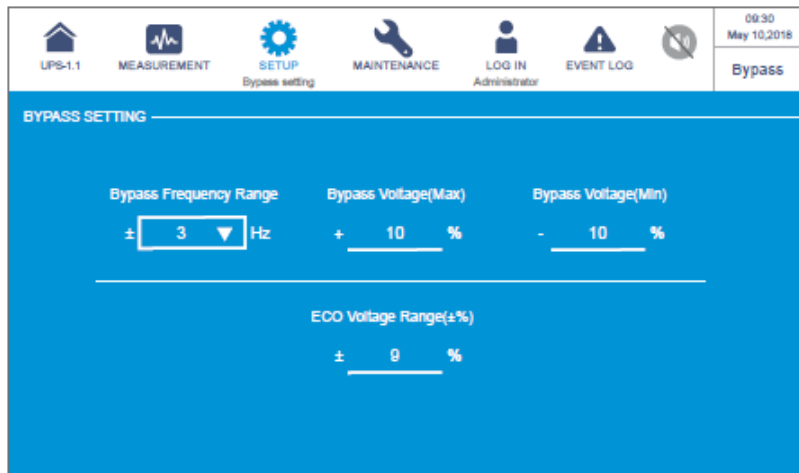 09:30
May 10,2018
UPS-1.1 MEASUREMENT SETUP MAINTENANCE LOG IN EVENT LOG
Bypass setting Administrator
Bypass
BYPASS SETTING
Bypass Frequency Range Bypass Voltage(Max) Bypass Voltage(Min)
± 3 ▼ Hz + 10 % - 10 %
ECO Voltage Range(±%)
± 9 %